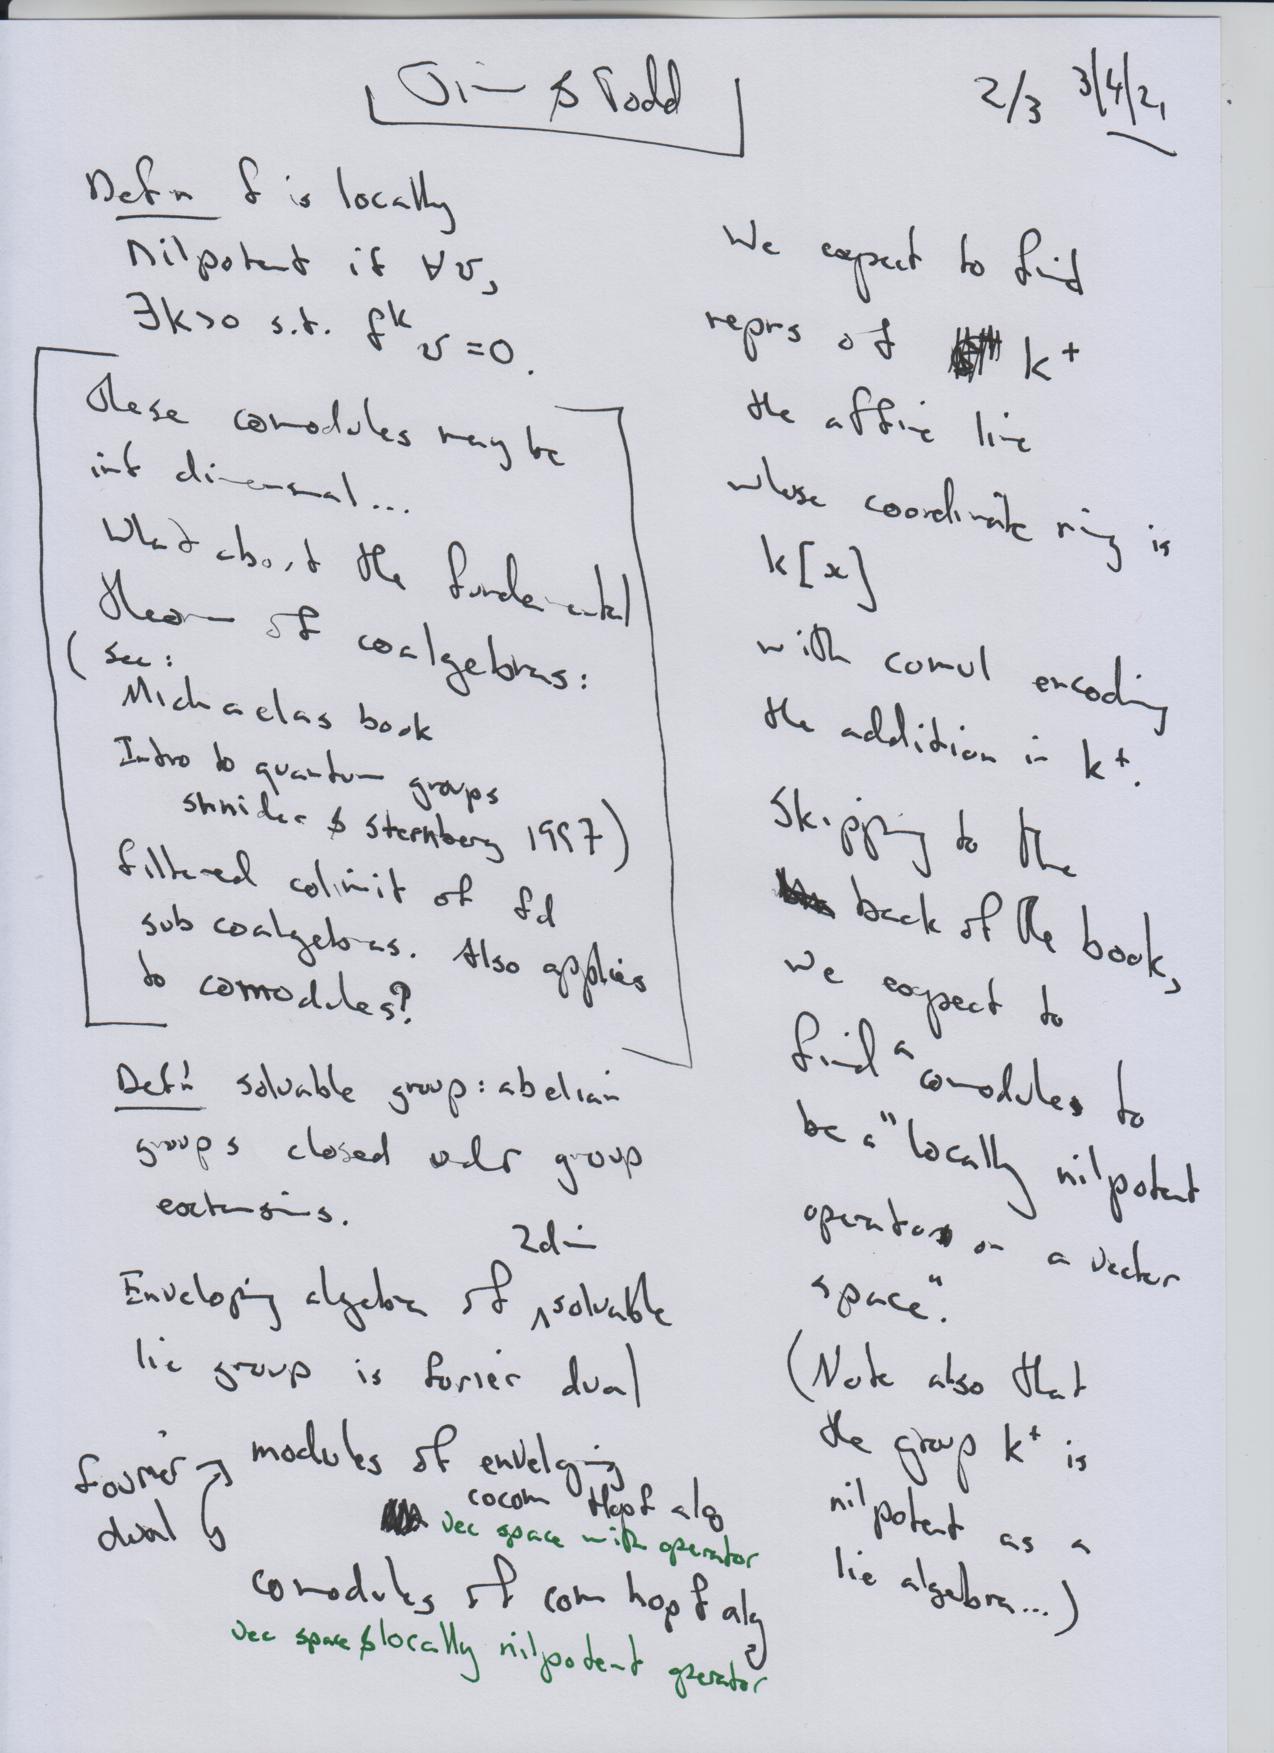 Jim & Todd
2/3 3/4/21
Defn f is locally
nilpotent if ∀v,
∃k>0 s.t. f^k v = 0.
these comodules may be
inf dimensional...
What about the fundamental
theorem of coalgebras:
(see:
Michaelas book
Intro to quantum groups
Shnider & Sternberg 1997)
filtered colimit of fd
sub coalgebras. Also applies
to comodules?
Def'n solvable group: abelian
groups closed under group
extensions.
2dim
Enveloping algebra of ∧ solvable
lie group is forier dual
fourier dual
modules of enveloping
cocom Hopf alg
vec space with operator
comodules of com hopf alg
vec space & locally nilpotent operator
We expect to find
reprs of k+
the affine line
whose coordinate ring is
k[x]
with comul encoding
the addition in k+.
Skipping to the
back of the book,
we expect to
find a comodule to
be a "locally nilpotent
operator on a vector
space".
(Note also that
the group k+ is
nilpotent as a
lie algebra...)